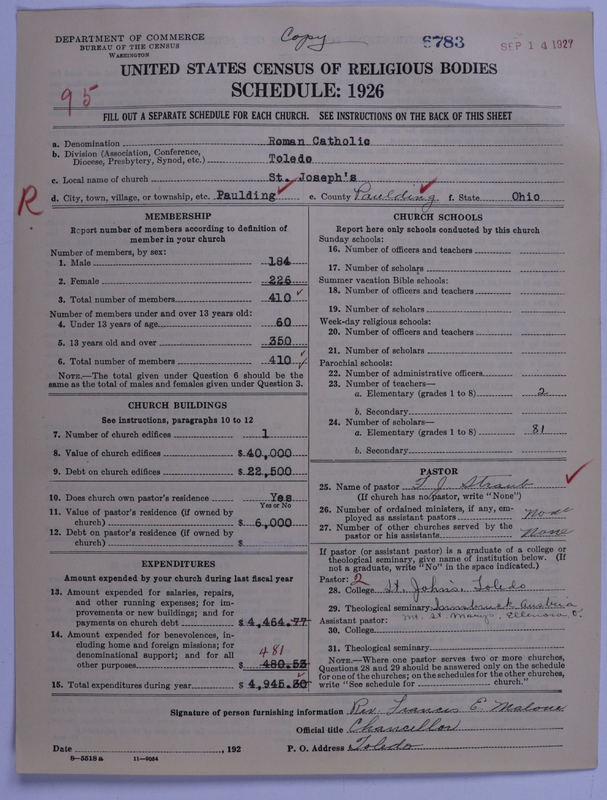 DEPARTMENT OF COMMERCE
BUREAU OF THE CENSUS
WASHINGTON
Copy
8783
SEP 14 1927
UNITED STATES CENSUS OF RELIGIOUS BODIES
SCHEDULE: 1926
95
FILL OUT A SEPARATE SCHEDULE FOR EACH CHURCH. SEE INSTRUCTIONS ON THE BACK OF THIS SHEET
a. Denomination Roman Catholic
b. Division (Association, Conference, Diocese, Presbytery, Synod, etc.) Toledo
c. Local name of church St. Joseph's
R
d. City, town, village, or township, etc. Paulding e. County Paulding f. State Ohio
MEMBERSHIP
Report number of members according to definition of
member in your church
Number of members, by sex:
1. Male 184
2. Female 226
3. Total number of members 410
Number of members under and over 13 years old:
4. Under 13 years of age 60
5. 13 years old and over 350
6. Total number of members 410
NOTE.—The total given under Question 6 should be
same as the total of males and females given under Question 3.
CHURCH BUILDINGS
See instructions, paragraphs 10 to 12
7. Number of church edifices 1
8. Value of church edifices $ 40,000
9. Debt on church edifices $ 22,500
10. Does church own pastor's residence Yes
Yes or No
11. Value of pastor's residence (if owned by
church) $ 6,000
12. Debt on pastor's residence (if owned by
church) $
EXPENDITURES
Amount expended by your church during last fiscal year
13. Amount expended for salaries, repairs,
and other running expenses; for im-
provements or new buildings; and for
payments on church debt $ 4,464.77
14. Amount expended for benevolences, in-
cluding home and foreign missions; for
denominational support; and for all
other purposes 481 480.53
15. Total expenditures during year $ 4,945.30
CHURCH SCHOOLS
Report here only schools conducted by this church
Sunday schools:
16. Number of officers and teachers
17. Number of scholars
Summer vacation Bible schools:
18. Number of officers and teachers
19. Number of scholars
Week-day religious schools:
20. Number of officers and teachers
21. Number of scholars
Parochial schools:
22. Number of administrative officers
23. Number of teachers—
a. Elementary (grades 1 to 8) 2
b. Secondary
24. Number of scholars—
a. Elementary (grades 1 to 8) 81
b. Secondary
PASTOR
25. Name of pastor J. Straub
(If church has no pastor, write "None")
26. Number of ordained ministers, if any, em-
ployed as assistant pastors None
27. Number of other churches served by the
pastor or his assistants None
If pastor (or assistant pastor) is a graduate of a college or
theological seminary, give name of institution below. (If
not a graduate, write "No" in the space indicated.)
Pastor: 2
28. College St. John's, Toledo
29. Theological seminary Innsbruck Austria
Assistant pastor: Mt. St. Mary's,
30. College
31. Theological seminary
NOTE.—Where one pastor serves two or more churches,
Questions 28 and 29 should be answered only on the schedule
for one of the churches; on the schedules for the other churches,
write "See schedule for church."
Signature of person furnishing information Rev. Francis E. Malone
Official title Chancellor
Date , 192 P. O. Address Toledo
8—5518 a 11—9054